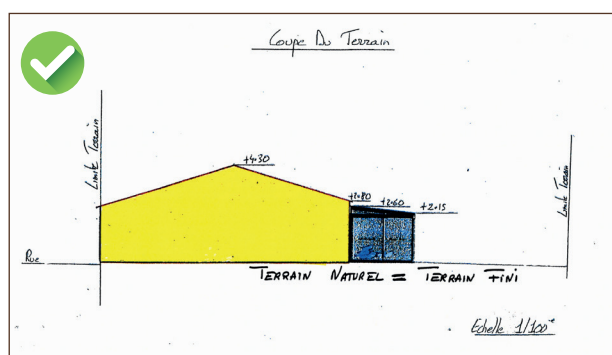 Coupe Du Terrain
Limite Terrain
+4.30
+2.80
+2.60
+2.15
Limite Terrain
Rue
TERRAIN NATUREL = TERRAIN FINI
Echelle 1/100e